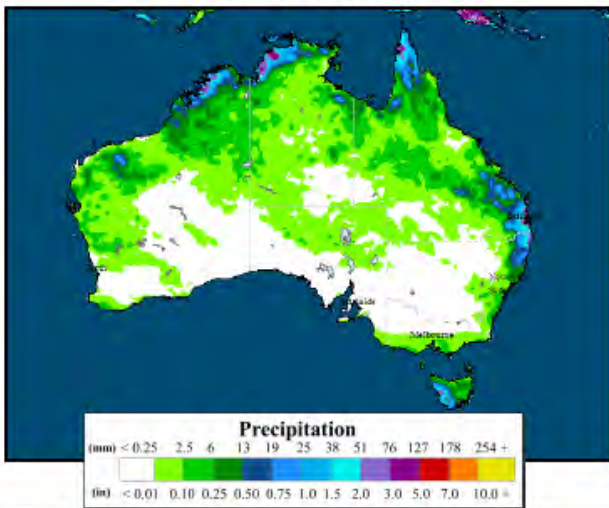 Melbourne
Precipitation
(mm) < 0.25 2.5 6 13 19 25 38 51 76 127 178 254 +
(in) < 0.01 0.10 0.25 0.50 0.75 1.0 1.5 2.0 3.0 5.0 7.0 10.0 +